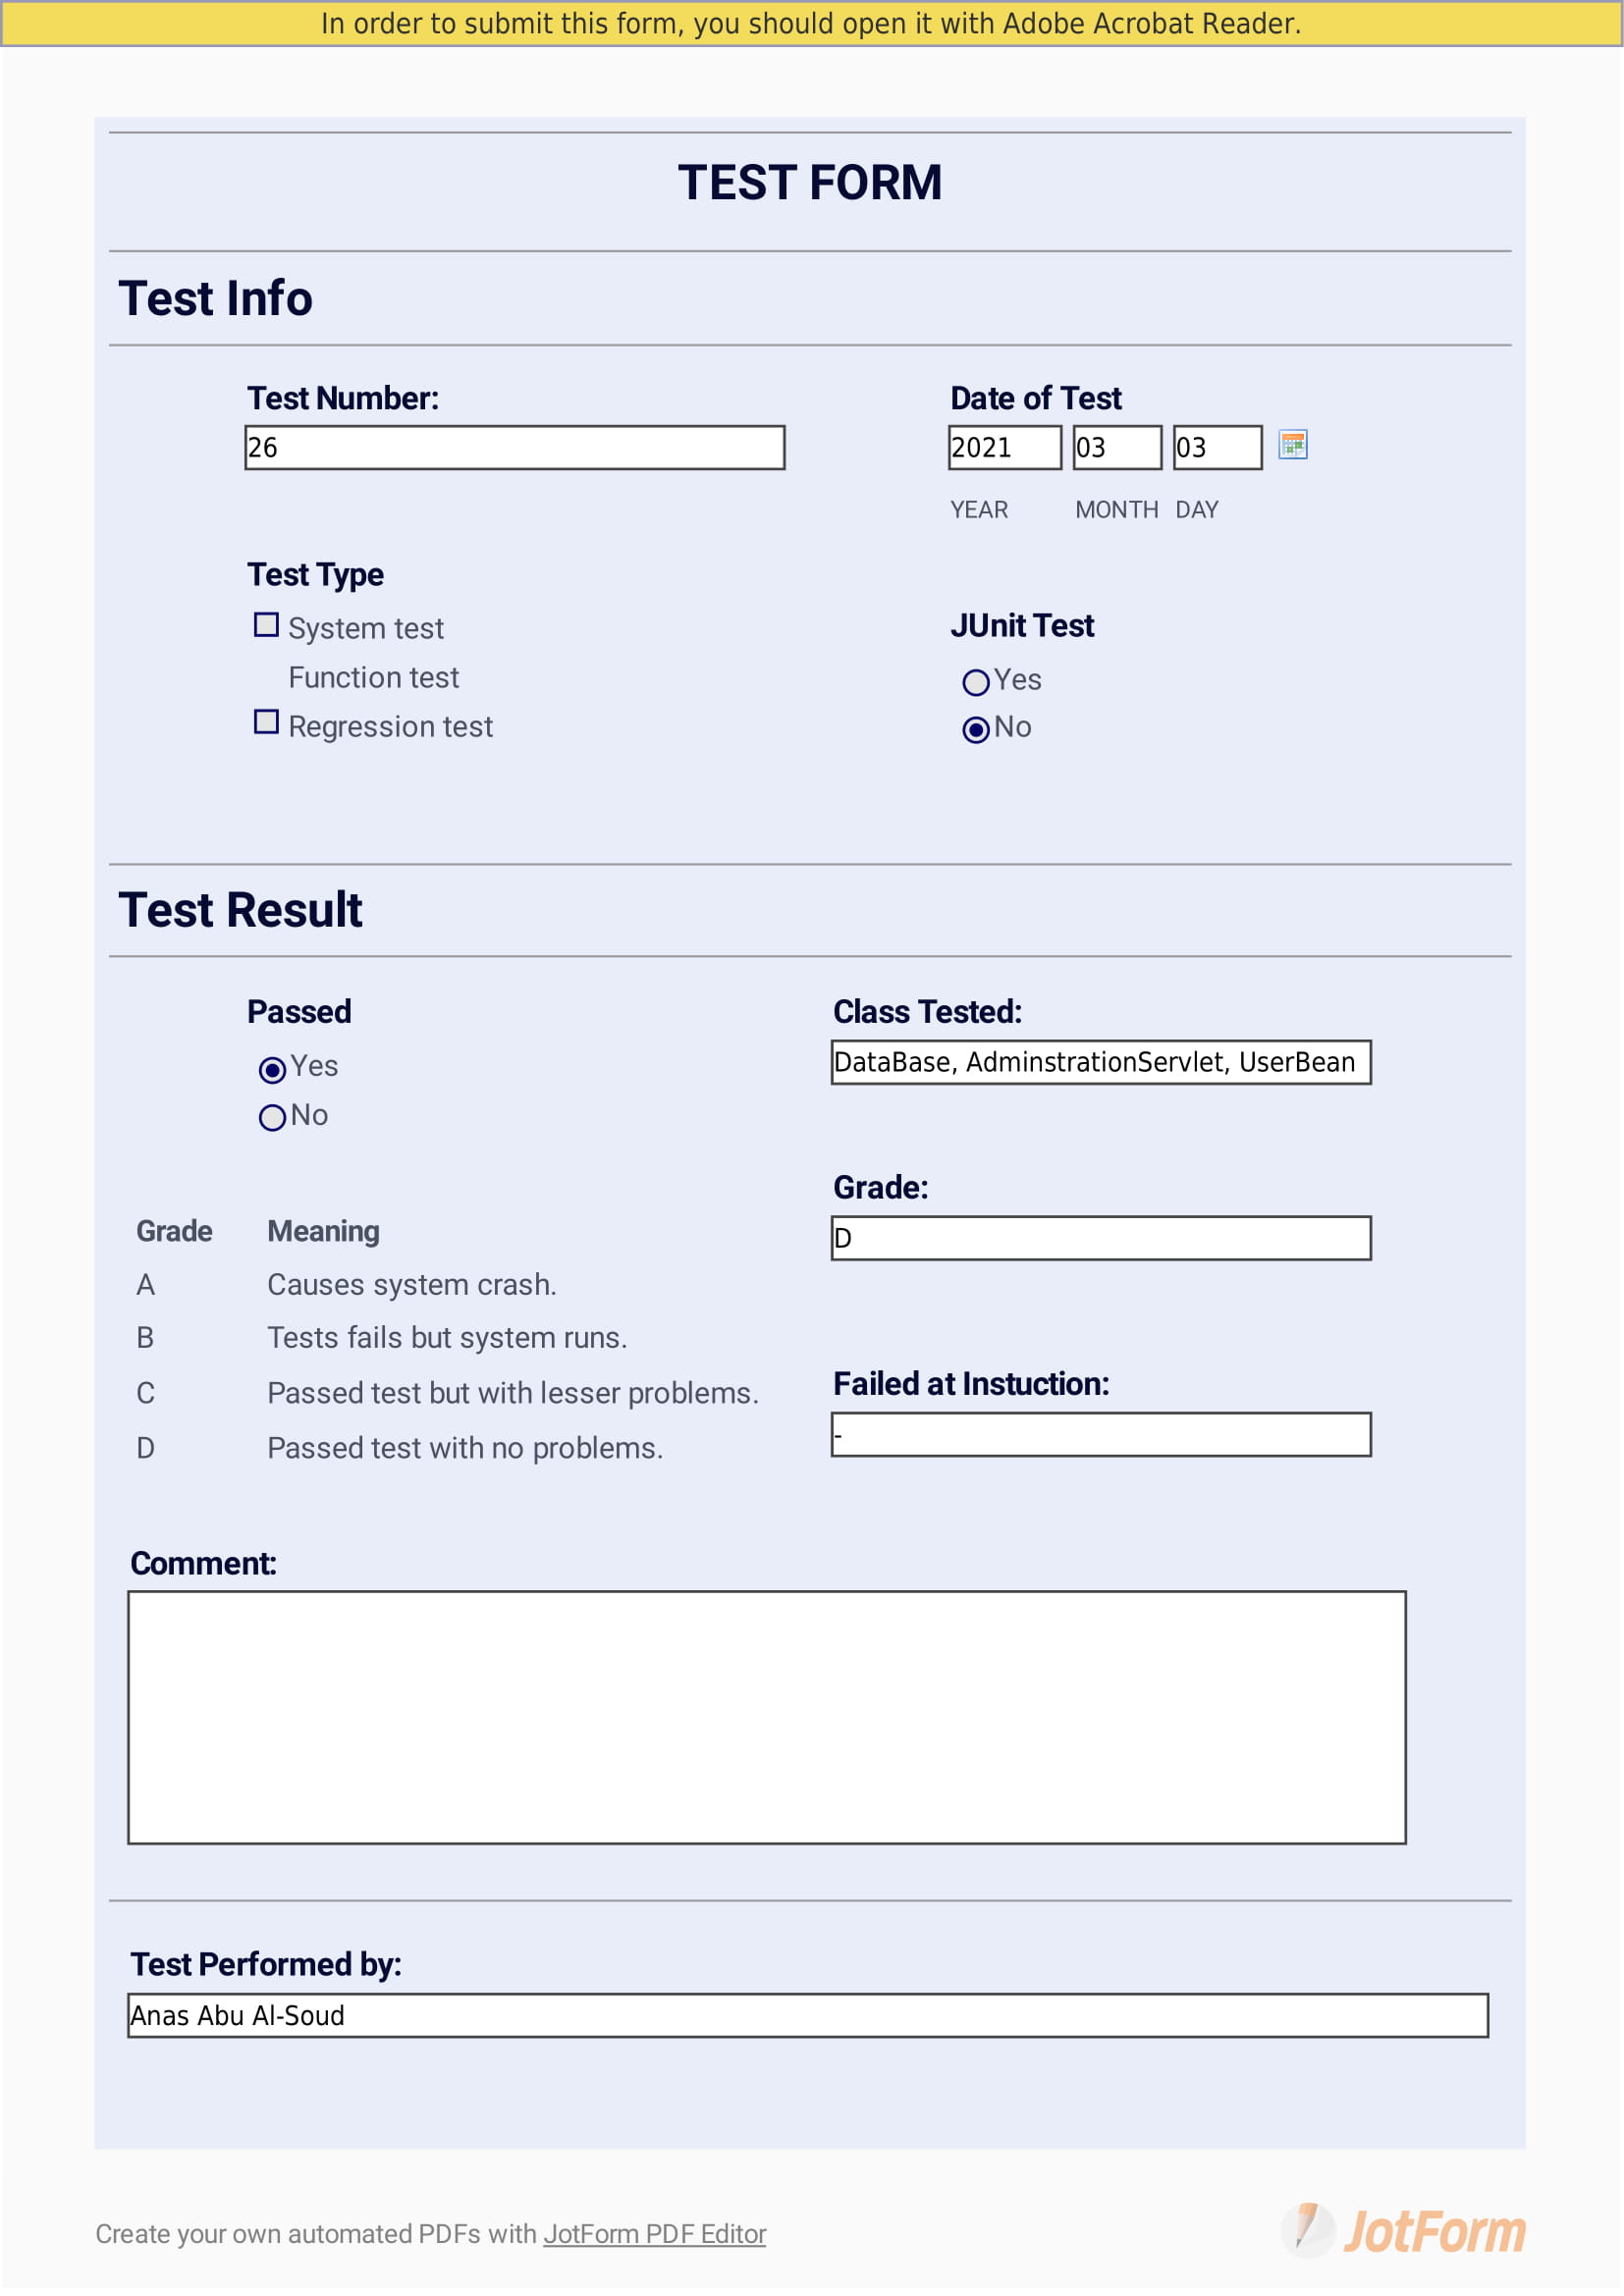 In order to submit this form, you should open it with Adobe Acrobat Reader.
TEST FORM
Test Info
Test Number:
26
Date of Test
2021 03 03
YEAR MONTH DAY
Test Type
System test
Function test
Regression test
JUnit Test
Yes
No
Test Result
Passed
Yes
No
Class Tested:
DataBase, AdminstrationServlet, UserBean
Grade:
D
Grade Meaning
A Causes system crash.
B Tests fails but system runs.
C Passed test but with lesser problems.
D Passed test with no problems.
Failed at Instuction:
-
Comment:
Test Performed by:
Anas Abu Al-Soud
Create your own automated PDFs with JotForm PDF Editor
JotForm